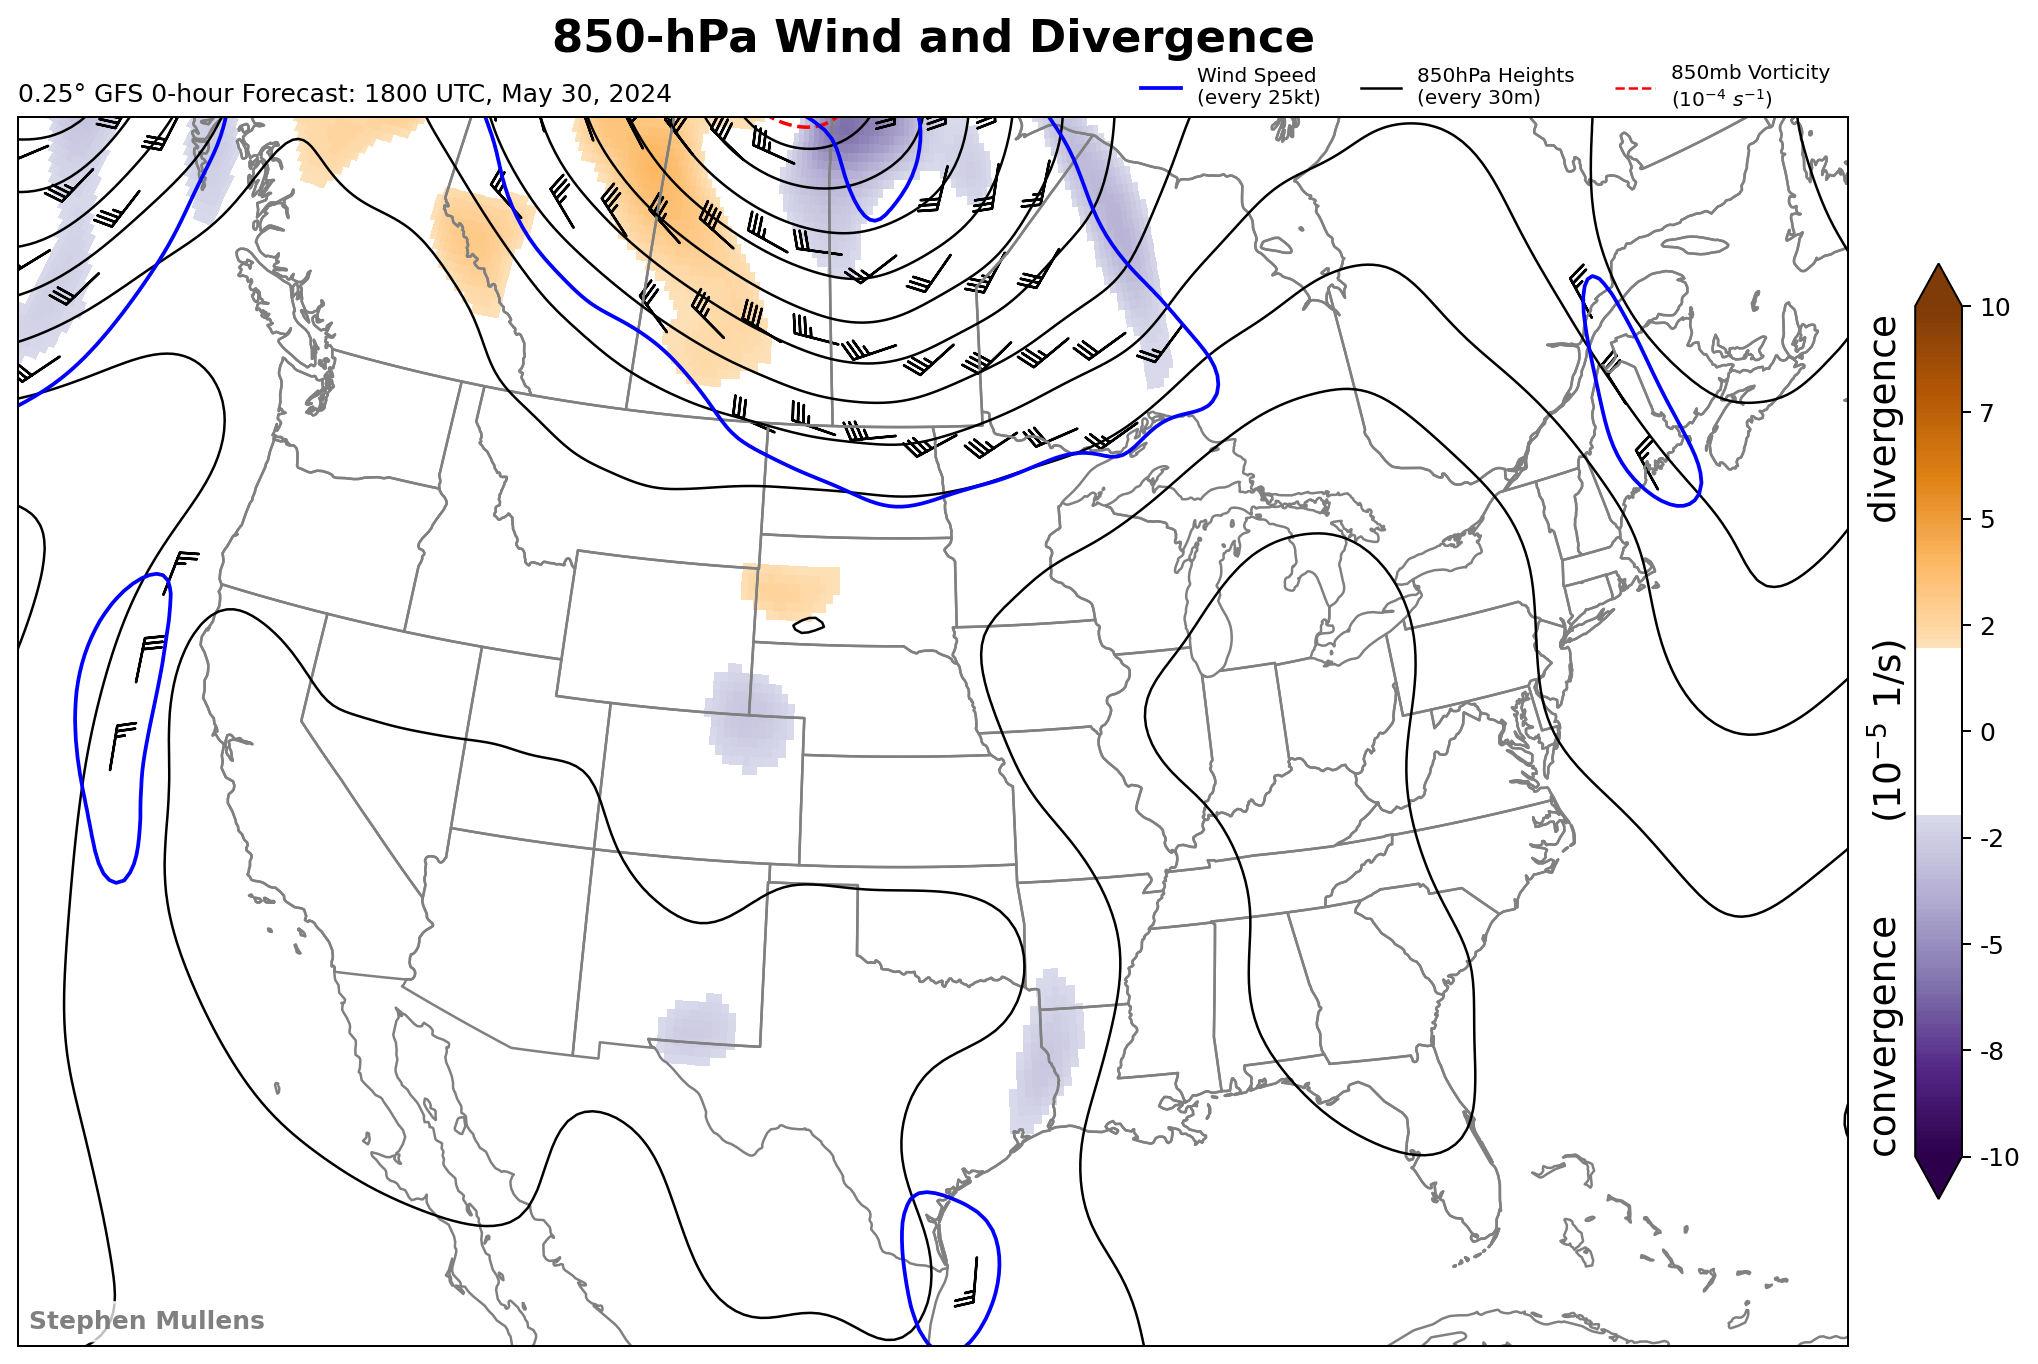 850-hPa Wind and Divergence
0.25° GFS 0-hour Forecast: 1800 UTC, May 30, 2024
Wind Speed
(every 25kt)
850hPa Heights
(every 30m)
850mb Vorticity
(10⁻⁴ s⁻¹)
10
7
5
2
0
-2
-5
-8
-10
convergence (10⁻⁵ 1/s) divergence
Stephen Mullens